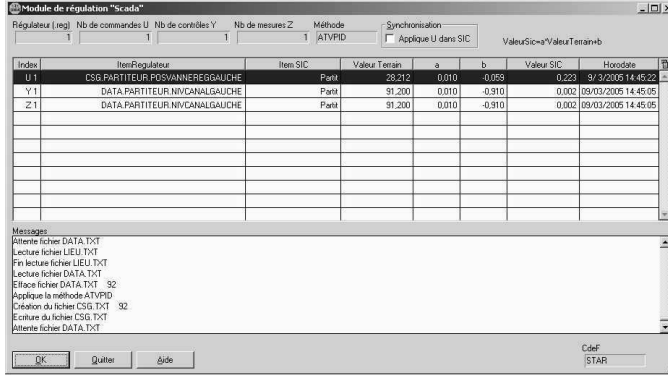 Module de régulation "Scada"
Régulateur (.reg) Nb de commandes U Nb de contrôles Y Nb de mesures Z Méthode Synchronisation
1 1 1 1 ATVPID Applique U dans SIC ValeurSic=a*ValeurTerrain+b
Index ItemRegulateur Item SIC Valeur Terrain a b Valeur SIC Horodate
U 1 CSG.PARTITEUR.POSVANNEREGGAUCHE Partit 28,212 0,010 -0,059 0,223 9/ 3/2005 14:45:22
Y 1 DATA.PARTITEUR.NIVCANALGAUCHE Partit 91,200 0,010 -0,910 0,002 09/03/2005 14:45:05
Z 1 DATA.PARTITEUR.NIVCANALGAUCHE Partit 91,200 0,010 -0,910 0,002 09/03/2005 14:45:05
Messages
Attente fichier DATA.TXT
Lecture fichier LIEU.TXT
Fin lecture fichier LIEU.TXT
Lecture fichier DATA.TXT
Efface fichier DATA.TXT 92
Applique la méthode ATVPID
Création du fichier CSG.TXT 92
Ecriture du fichier CSG.TXT
Attente fichier DATA.TXT
OK Quitter Aide
CdeF
STAR